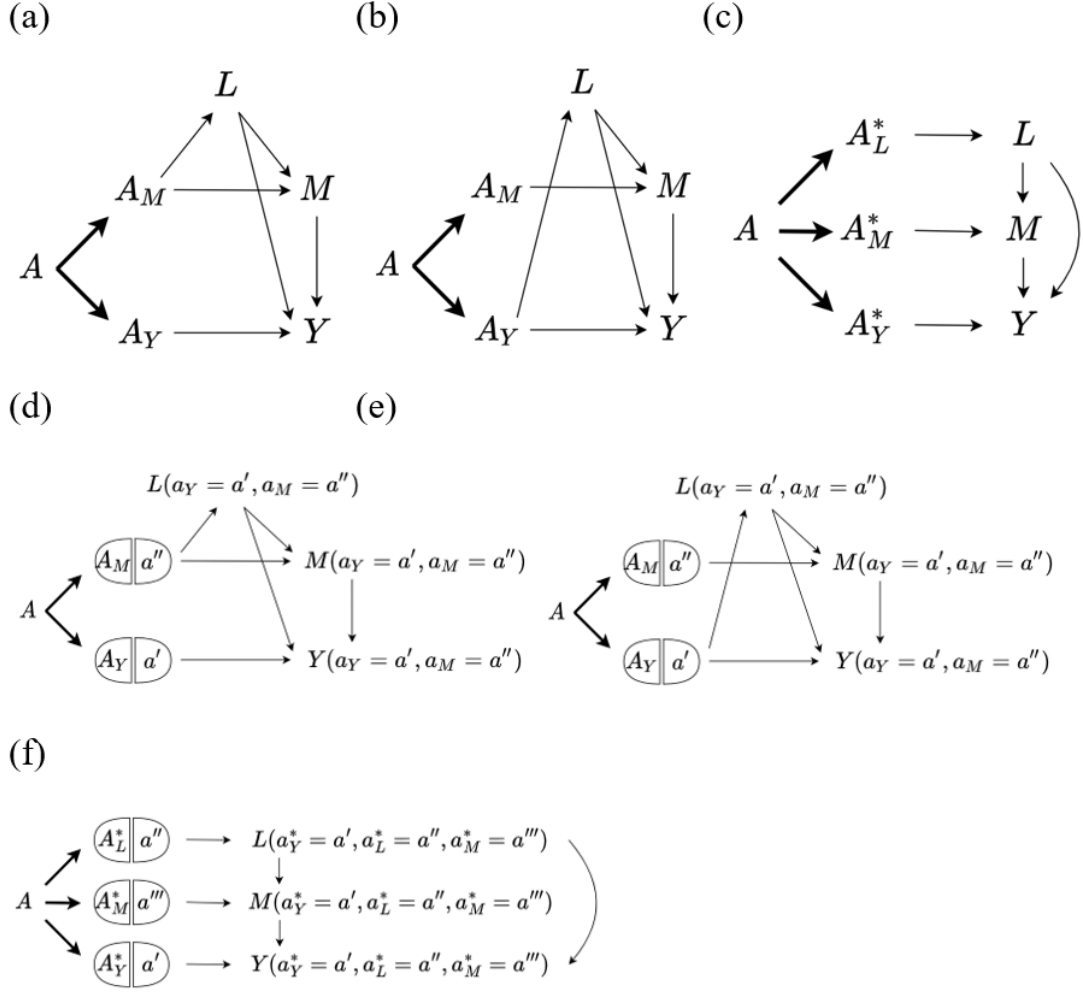 (a)
(b)
(c)
L
A_M
M
A
A_Y
Y
L
A_M
M
A
A_Y
Y
A*_L
L
A
A*_M
M
A*_Y
Y
(d)
(e)
L(a_Y = a′, a_M = a″)
A_M a″
M(a_Y = a′, a_M = a″)
A
A_Y a′
Y(a_Y = a′, a_M = a″)
L(a_Y = a′, a_M = a″)
A_M a″
M(a_Y = a′, a_M = a″)
A
A_Y a′
Y(a_Y = a′, a_M = a″)
(f)
A*_L a″
L(a*_Y = a′, a*_L = a″, a*_M = a‴)
A
A*_M a‴
M(a*_Y = a′, a*_L = a″, a*_M = a‴)
A*_Y a′
Y(a*_Y = a′, a*_L = a″, a*_M = a‴)